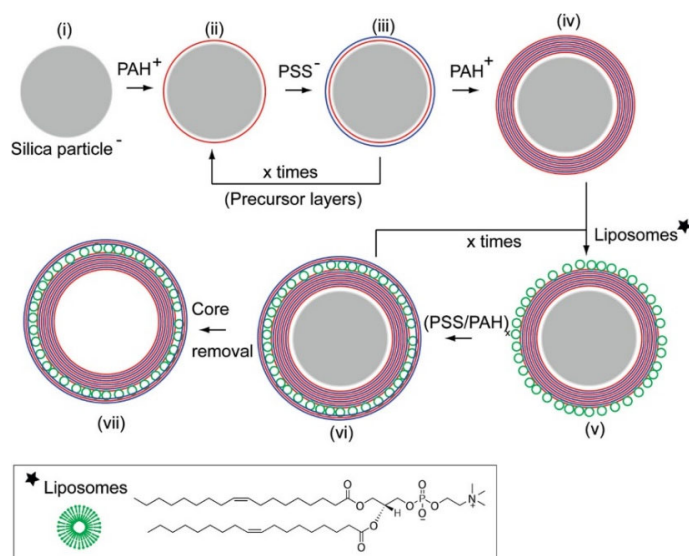 (i)
(ii)
(iii)
(iv)
PAH+
PSS-
PAH+
Silica particle-
x times
(Precursor layers)
Liposomes★
x times
Core
removal
(PSS/PAH)x
(vii)
(vi)
(v)
★ Liposomes
O
O
O
O
P
O
O-
O
N+
H
O
O